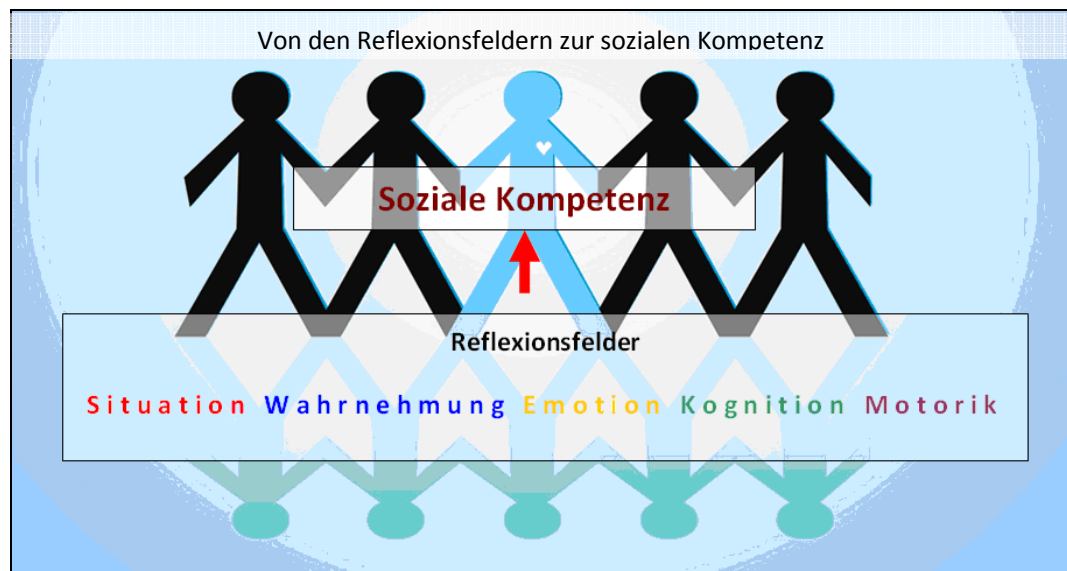 Von den Reflexionsfeldern zur sozialen Kompetenz
Soziale Kompetenz
Reflexionsfelder
Situation Wahrnehmung Emotion Kognition Motorik